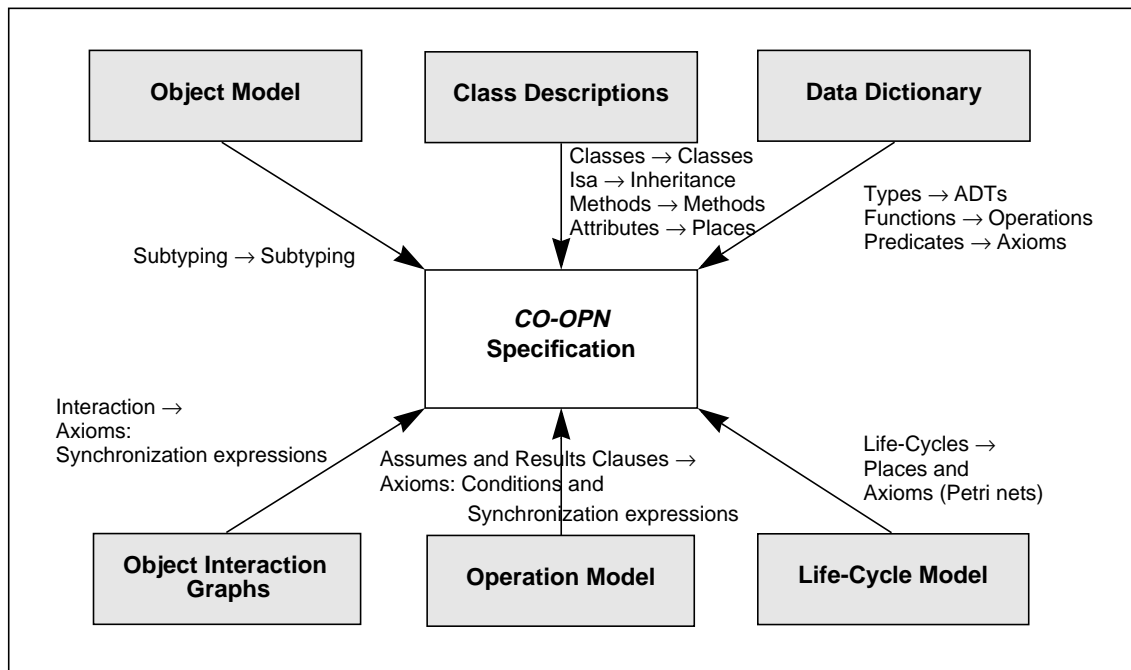 Object Model
Class Descriptions
Data Dictionary
Classes → Classes
Isa → Inheritance
Methods → Methods
Attributes → Places
Types → ADTs
Functions → Operations
Predicates → Axioms
Subtyping → Subtyping
CO-OPN
Specification
Interaction →
Axioms:
Synchronization expressions
Assumes and Results Clauses →
Axioms: Conditions and
Synchronization expressions
Life-Cycles →
Places and
Axioms (Petri nets)
Object Interaction
Graphs
Operation Model
Life-Cycle Model